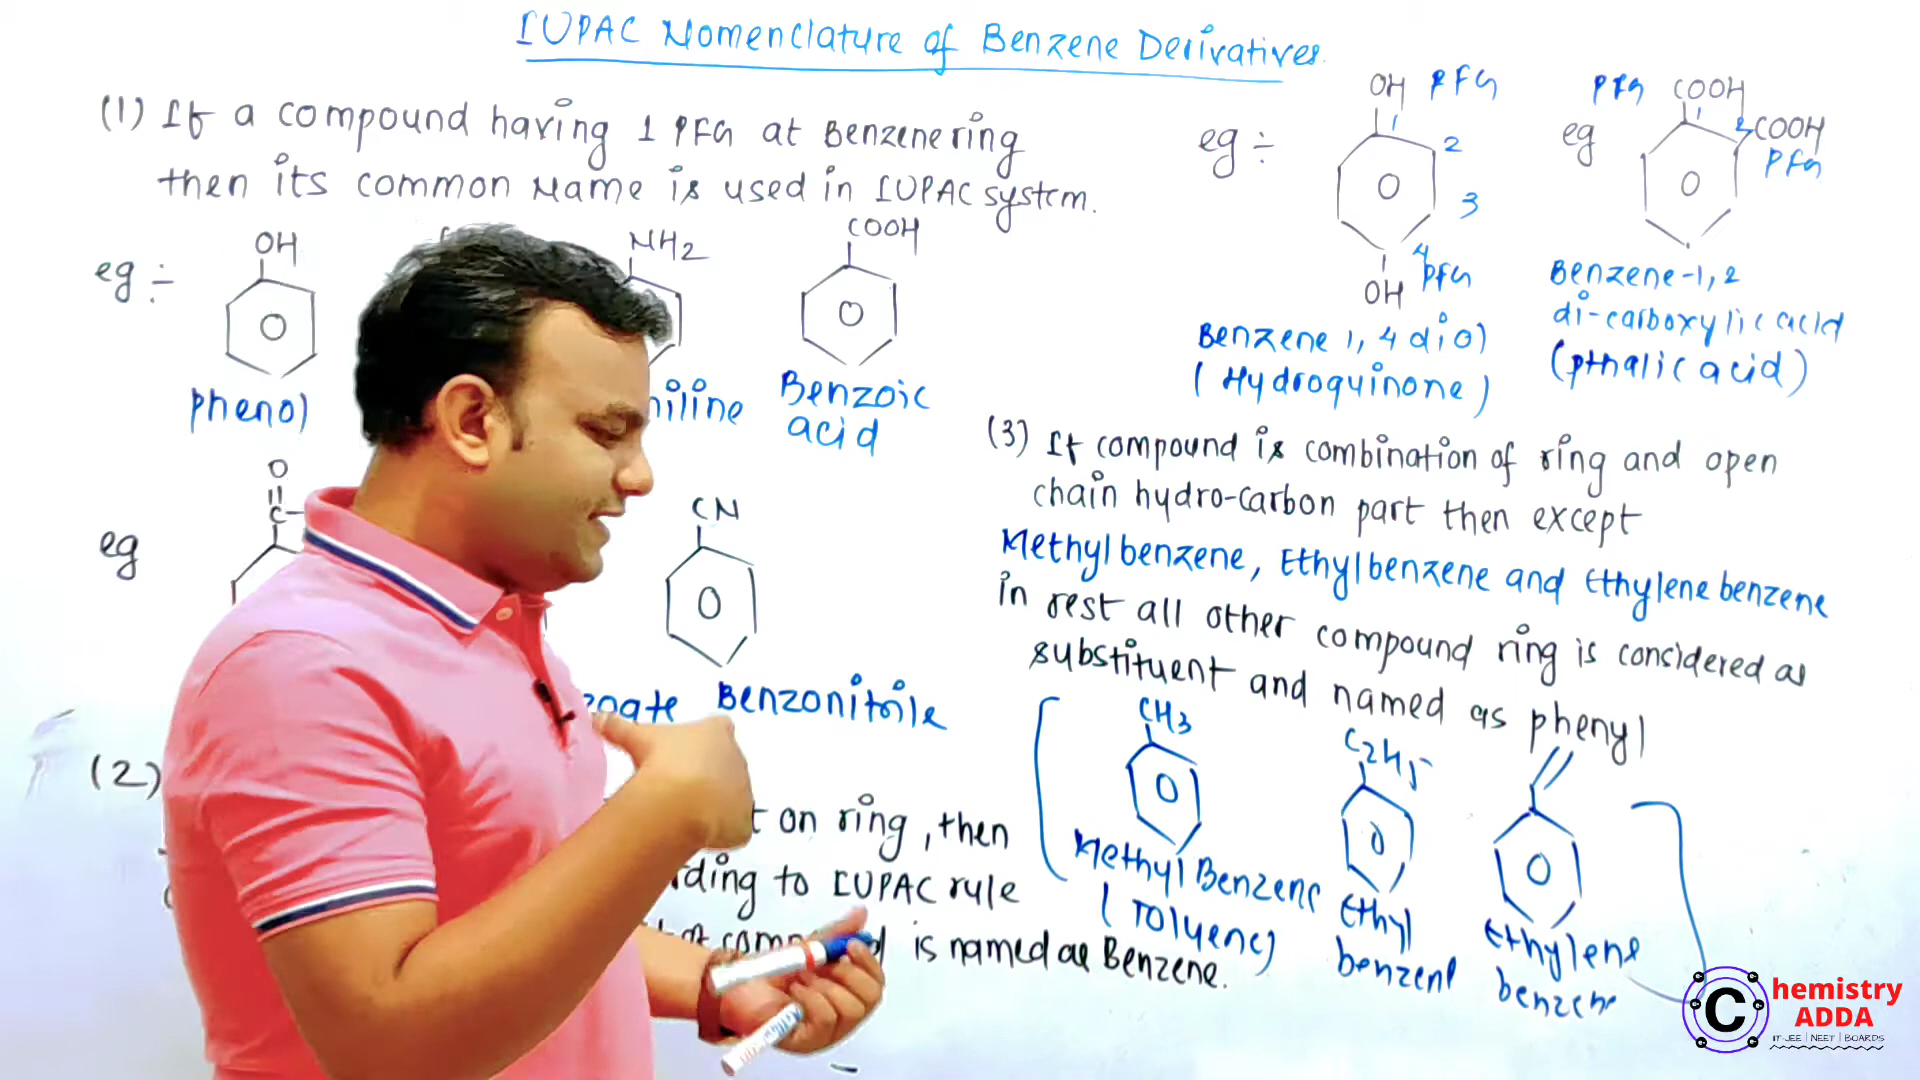 IUPAC Nomenclature of Benzene Derivatives.
(1) If a compound having 1 PFG at Benzene ring
then its common Name is used in IUPAC system.
eg ÷
OH
NH2
COOH
phenol
Benzoic
acid
eg
O
C
CN
Benzonitrile
(2)
on ring, then
to IUPAC rule
is named as Benzene.
eg ÷
OH PFG
1
2
3
4
PFG
OH
Benzene 1, 4 diol
(Hydroquinone)
eg
PFG COOH
1
2 COOH
PFG
Benzene-1, 2
di-carboxylic acid
(pthalic acid)
(3) If compound is combination of ring and open
chain hydro-carbon part then except
Methyl benzene, Ethyl benzene and Ethylene benzene
in rest all other compound ring is considered as
substituent and named as phenyl
CH3
Methyl Benzene
(Toluene)
C2H5
Ethyl
benzene
Ethylene
benzene
Chemistry
ADDA
IIT-JEE | NEET | BOARDS